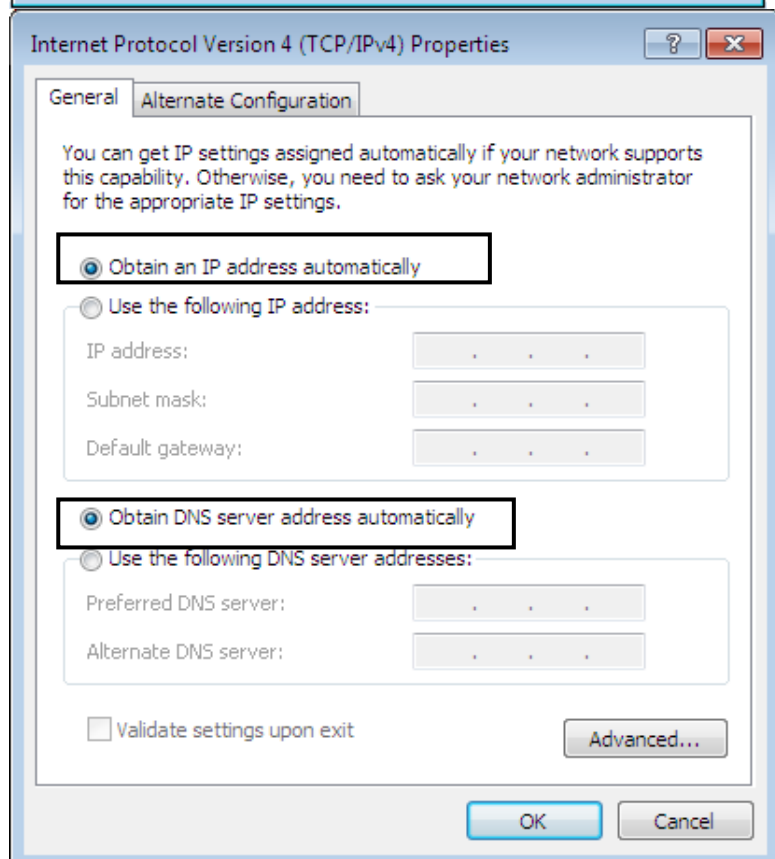 Internet Protocol Version 4 (TCP/IPv4) Properties
General
Alternate Configuration
You can get IP settings assigned automatically if your network supports
this capability. Otherwise, you need to ask your network administrator
for the appropriate IP settings.
Obtain an IP address automatically
Use the following IP address:
IP address:
Subnet mask:
Default gateway:
Obtain DNS server address automatically
Use the following DNS server addresses:
Preferred DNS server:
Alternate DNS server:
Validate settings upon exit
Advanced...
OK
Cancel